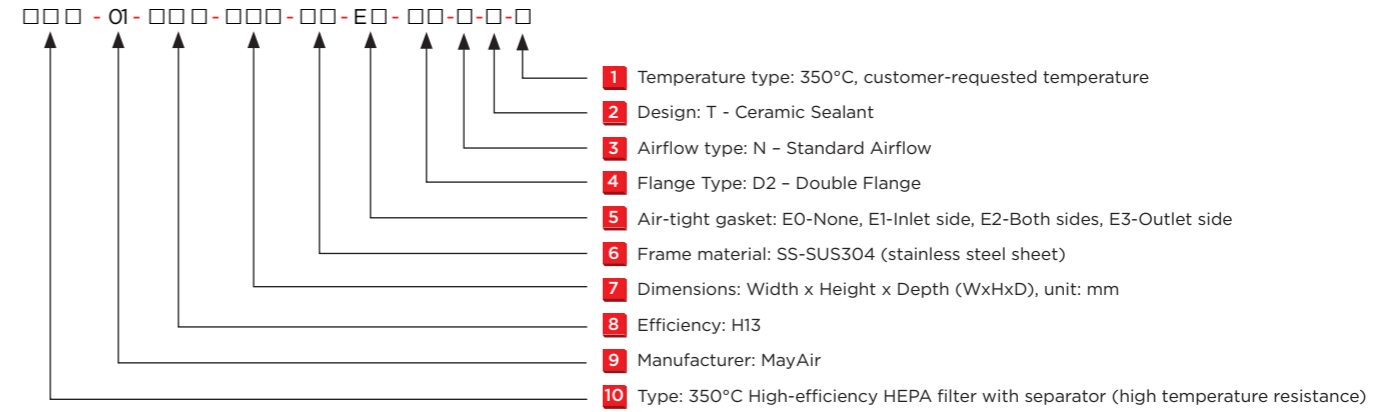 □□□ - 01 - □□□ - □□□ - □□ - E□ - □□ - □ - □ - □
1 Temperature type: 350°C, customer-requested temperature
2 Design: T - Ceramic Sealant
3 Airflow type: N – Standard Airflow
4 Flange Type: D2 – Double Flange
5 Air-tight gasket: E0-None, E1-Inlet side, E2-Both sides, E3-Outlet side
6 Frame material: SS-SUS304 (stainless steel sheet)
7 Dimensions: Width x Height x Depth (WxHxD), unit: mm
8 Efficiency: H13
9 Manufacturer: MayAir
10 Type: 350°C High-efficiency HEPA filter with separator (high temperature resistance)